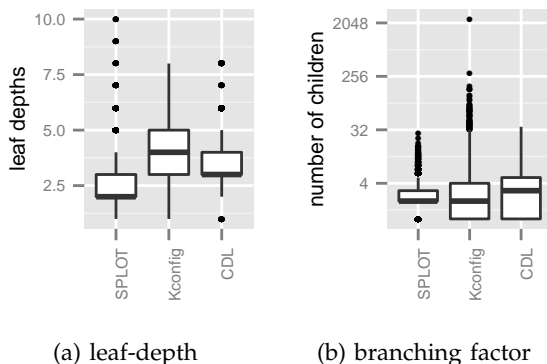 leaf depths
10.0
7.5
5.0
2.5
SPLOT
Kconfig
CDL
(a) leaf-depth
number of children
2048
256
32
4
SPLOT
Kconfig
CDL
(b) branching factor